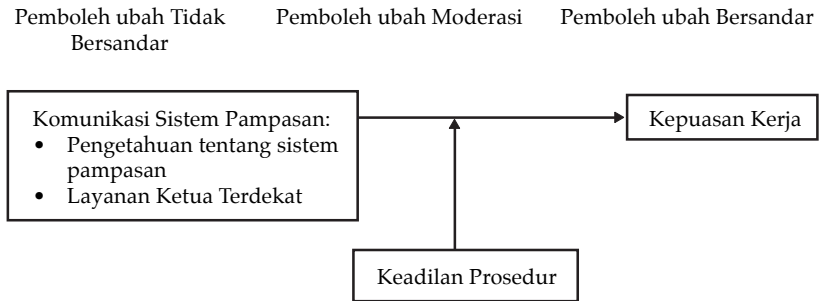 Pemboleh ubah Tidak
Bersandar
Pemboleh ubah Moderasi
Pemboleh ubah Bersandar
Komunikasi Sistem Pampasan:
• Pengetahuan tentang sistem
pampasan
• Layanan Ketua Terdekat
Kepuasan Kerja
Keadilan Prosedur